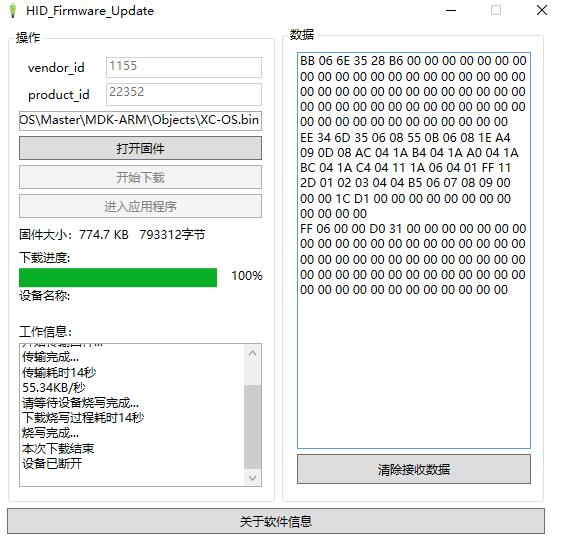 HID_Firmware_Update
操作
vendor_id
1155
product_id
22352
OS\Master\MDK-ARM\Objects\XC-OS.bin
打开固件
开始下载
进入应用程序
固件大小: 774.7 KB 793312字节
下载进度:
100%
设备名称:
工作信息:
传输完成...
传输耗时14秒
55.34KB/秒
请等待设备烧写完成...
下载烧写过程耗时14秒
烧写完成...
本次下载结束
设备已断开
数据
BB 06 6E 35 28 B6 00 00 00 00 00 00 00
00 00 00 00 00 00 00 00 00 00 00 00 00
00 00 00 00 00 00 00 00 00 00 00 00 00
00 00 00 00 00 00 00 00 00 00 00 00 00
00 00 00 00 00 00 00 00 00 00 00 00
EE 34 6D 35 06 08 55 0B 06 08 1E A4
09 0D 08 AC 04 1A B4 04 1A A0 04 1A
BC 04 1A C4 04 11 1A 06 04 01 FF 11
2D 01 02 03 04 04 B5 06 07 08 09 00
00 00 1C D1 00 00 00 00 00 00 00 00
00 00 00 00
FF 06 00 00 D0 31 00 00 00 00 00 00 00
00 00 00 00 00 00 00 00 00 00 00 00 00
00 00 00 00 00 00 00 00 00 00 00 00 00
00 00 00 00 00 00 00 00 00 00 00 00 00
00 00 00 00 00 00 00 00 00 00 00 00
清除接收数据
关于软件信息